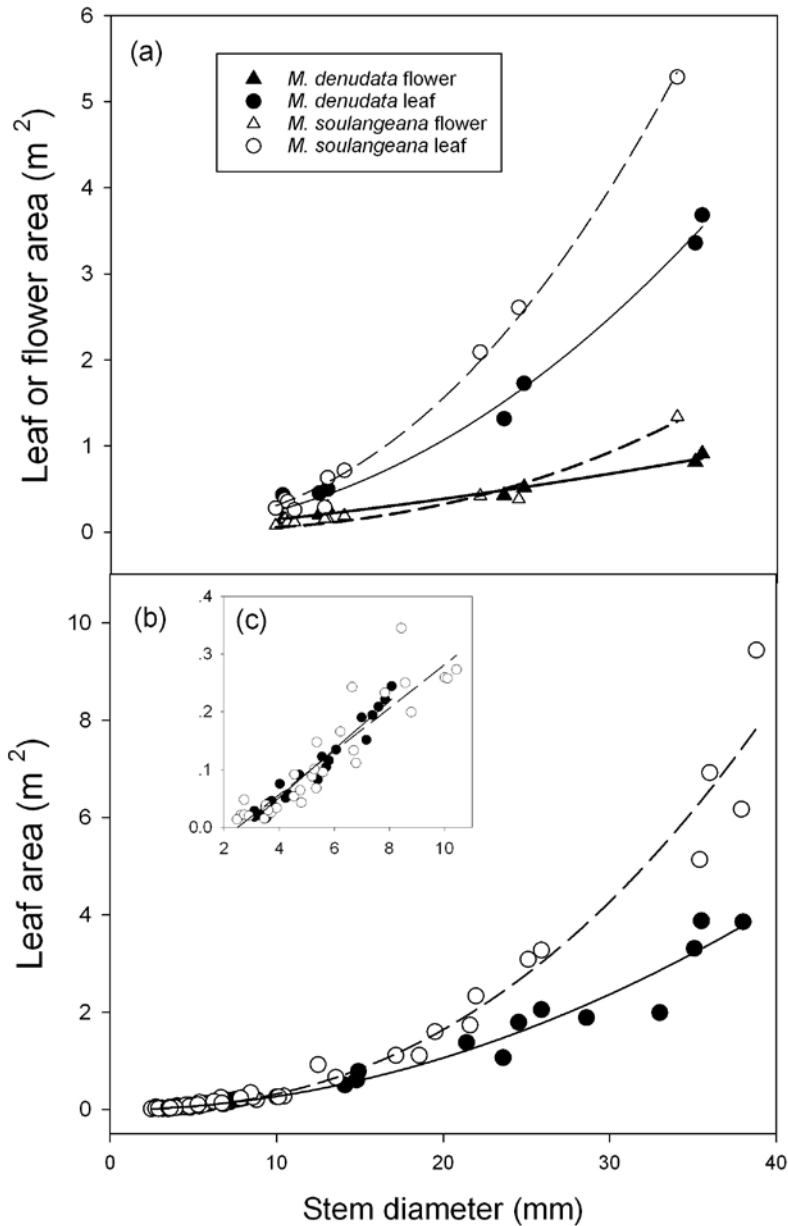 (a)
M. denudata flower
M. denudata leaf
M. soulangeana flower
M. soulangeana leaf
Leaf or flower area (m 2)
6
5
4
3
2
1
0
(b)
(c)
.4
.3
.2
.1
0.0
2 4 6 8 10
Leaf area (m 2)
10
8
6
4
2
0
0 10 20 30 40
Stem diameter (mm)